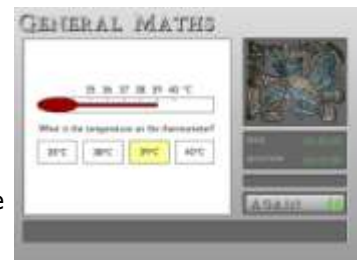 GENERAL MATHS
35 36 37 38 39 40 °C
What is the temperature on the thermometer?
35°C 38°C 39°C 40°C
e
AGAIN